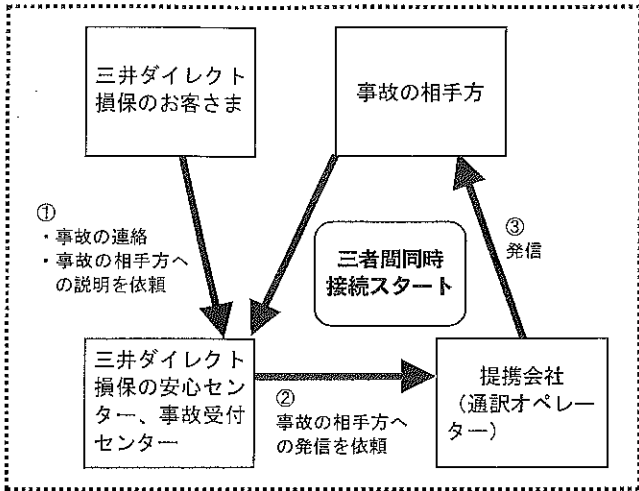 三井ダイレクト
損保のお客さま
事故の相手方
①
・事故の連絡
・事故の相手方へ
の説明を依頼
三者間同時
接続スタート
③
発信
三井ダイレクト
損保の安心セン
ター、事故受付
センター
②
事故の相手方へ
の発信を依頼
提携会社
(通訳オペレー
ター)